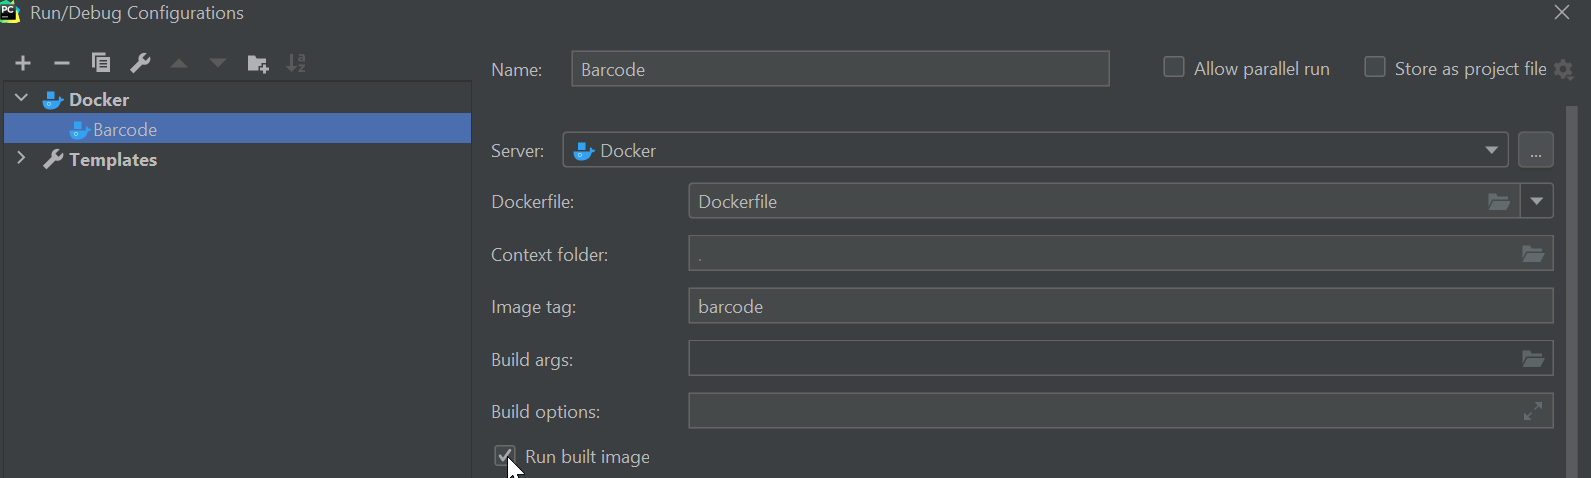 PC Run/Debug Configurations
Name: Barcode Allow parallel run Store as project file
Docker
Barcode
Templates
Server: Docker ...
Dockerfile: Dockerfile
Context folder: .
Image tag: barcode
Build args:
Build options:
Run built image